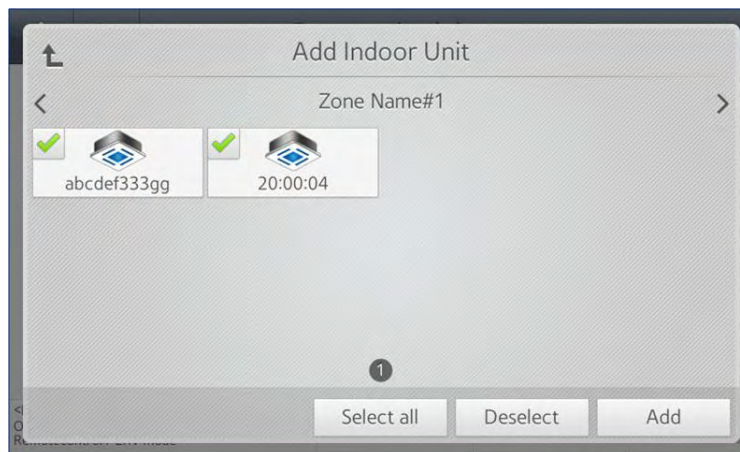 Add Indoor Unit
Zone Name#1
abcdef333gg
20:00:04
1
Select all
Deselect
Add